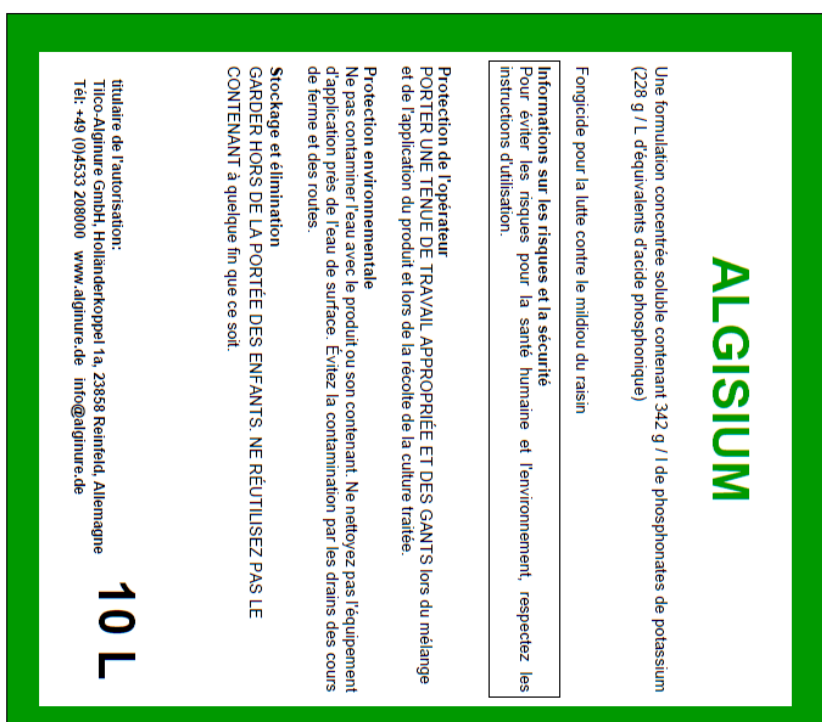 ALGISIUM
Une formulation concentrée soluble contenant 342 g / l de phosphonates de potassium
(228 g / L d'équivalents d'acide phosphonique)
Fongicide pour la lutte contre le mildiou du raisin
Informations sur les risques et la sécurité
Pour éviter les risques pour la santé humaine et l'environnement, respectez les
instructions d'utilisation.
Protection de l'opérateur
PORTER UNE TENUE DE TRAVAIL APPROPRIÉE ET DES GANTS lors du mélange
et de l'application du produit et lors de la récolte de la culture traitée.
Protection environnementale
Ne pas contaminer l'eau avec le produit ou son contenant. Ne nettoyez pas l'équipement
d'application près de l'eau de surface. Évitez la contamination par les drains des cours
de ferme et des routes.
Stockage et élimination
GARDER HORS DE LA PORTÉE DES ENFANTS. NE RÉUTILISEZ PAS LE
CONTENANT à quelque fin que ce soit.
titulaire de l'autorisation:
Tilco-Alginure GmbH, Holländerkoppel 1a, 23858 Reinfeld, Allemagne
Tél: +49 (0)4533 208000 www.alginure.de info@alginure.de
10 L